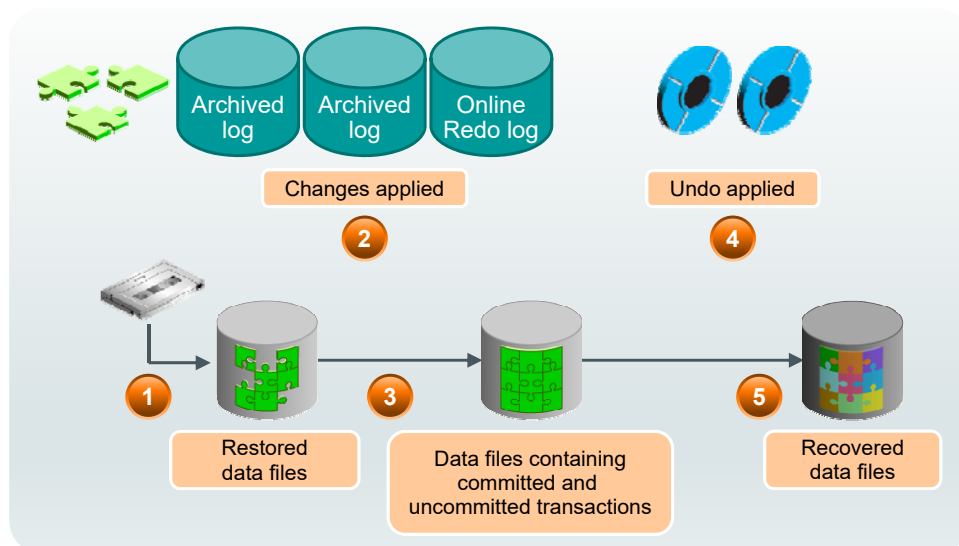 Archived
log
Archived
log
Online
Redo log
Changes applied
Undo applied
2
4
1
3
5
Restored
data files
Data files containing
committed and
uncommitted transactions
Recovered
data files